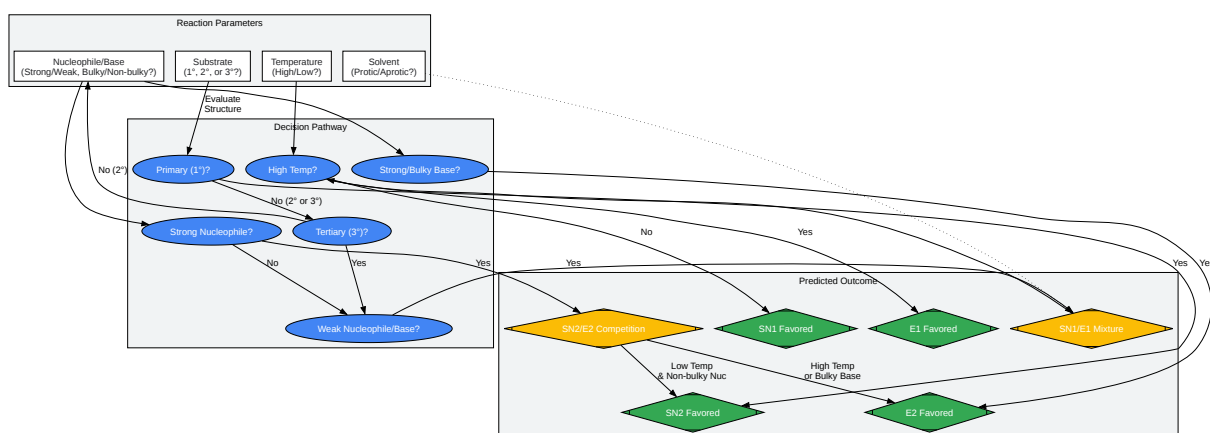 Reaction Parameters
Nucleophile/Base
(Strong/Weak, Bulky/Non-bulky?)
Substrate
(1°, 2°, or 3°?)
Temperature
(High/Low?)
Solvent
(Protic/Aprotic?)
Evaluate
Structure
Decision Pathway
No (2°)
Primary (1°)?
High Temp?
Strong/Bulky Base?
No (2° or 3°)
Strong Nucleophile?
Tertiary (3°)?
No
Yes
No
Yes
Yes
Yes
Yes
Yes
Predicted Outcome
Weak Nucleophile/Base?
SN2/E2 Competition
SN1 Favored
E1 Favored
SN1/E1 Mixture
Low Temp
& Non-bulky Nuc
High Temp
or Bulky Base
SN2 Favored
E2 Favored